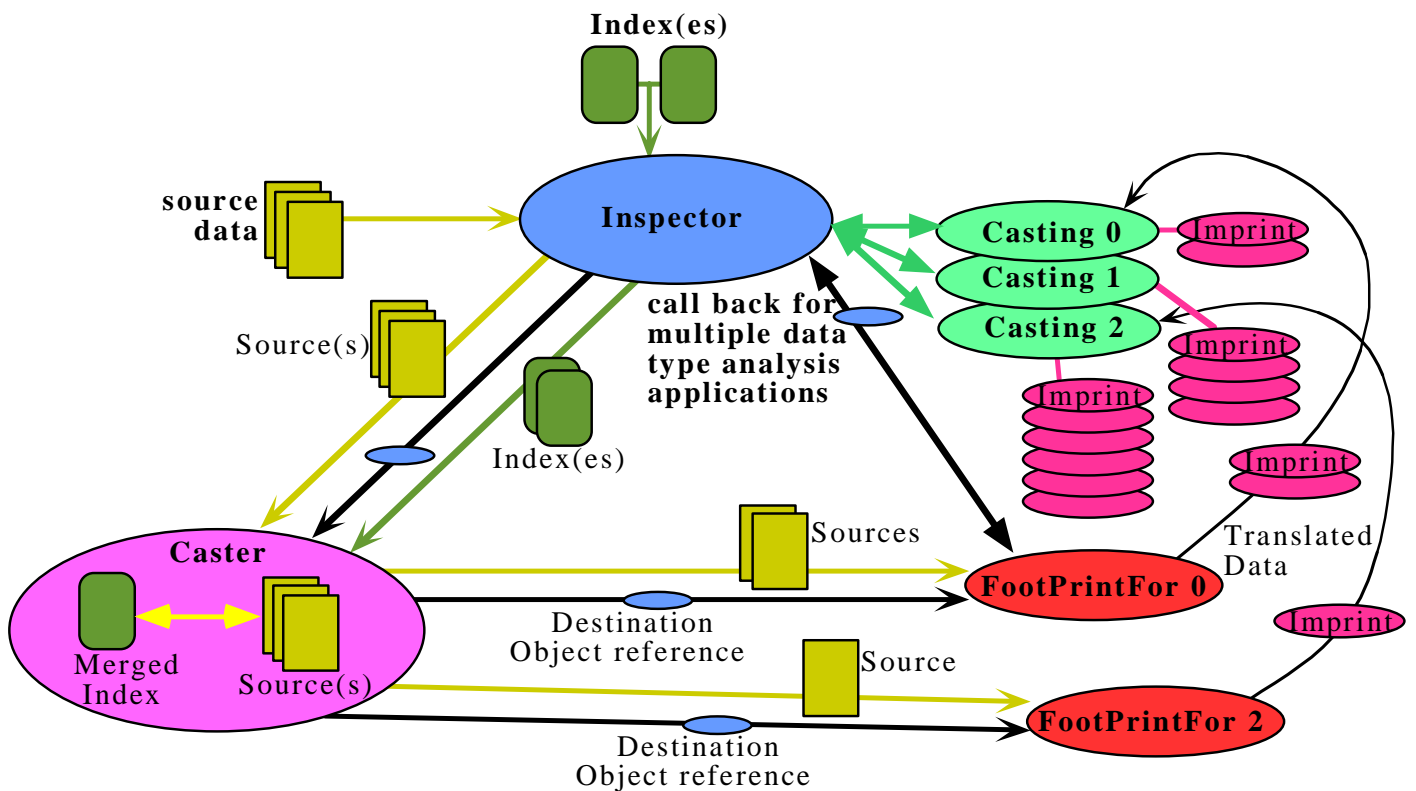 Index(es)
source
data
Inspector
Casting 0
Imprint
Casting 1
Casting 2
call back for
multiple data
type analysis
applications
Source(s)
Imprint
Imprint
Index(es)
Imprint
Sources
Translated
Data
Caster
FootPrintFor 0
Merged
Index
Source(s)
Destination
Object reference
Imprint
Source
FootPrintFor 2
Destination
Object reference